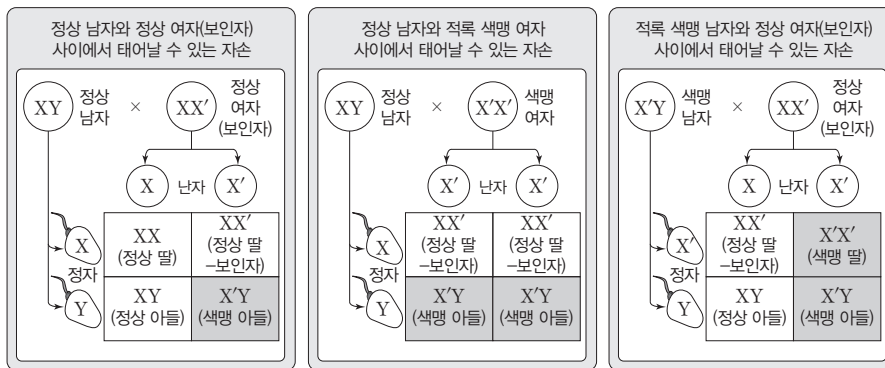 정상 남자와 정상 여자(보인자)
사이에서 태어날 수 있는 자손
XY
정상
남자
×
XX′
정상
여자
(보인자)
X
난자
X′
X
정자
Y
XX
(정상 딸)
XX′
(정상 딸
-보인자)
XY
(정상 아들)
X′Y
(색맹 아들)
정상 남자와 적록 색맹 여자
사이에서 태어날 수 있는 자손
XY
정상
남자
×
X′X′
색맹
여자
X′
난자
X′
X
정자
Y
XX′
(정상 딸
-보인자)
XX′
(정상 딸
-보인자)
X′Y
(색맹 아들)
X′Y
(색맹 아들)
적록 색맹 남자와 정상 여자(보인자)
사이에서 태어날 수 있는 자손
X′Y
색맹
남자
×
XX′
정상
여자
(보인자)
X
난자
X′
X′
정자
Y
XX′
(정상 딸
-보인자)
X′X′
(색맹 딸)
XY
(정상 아들)
X′Y
(색맹 아들)